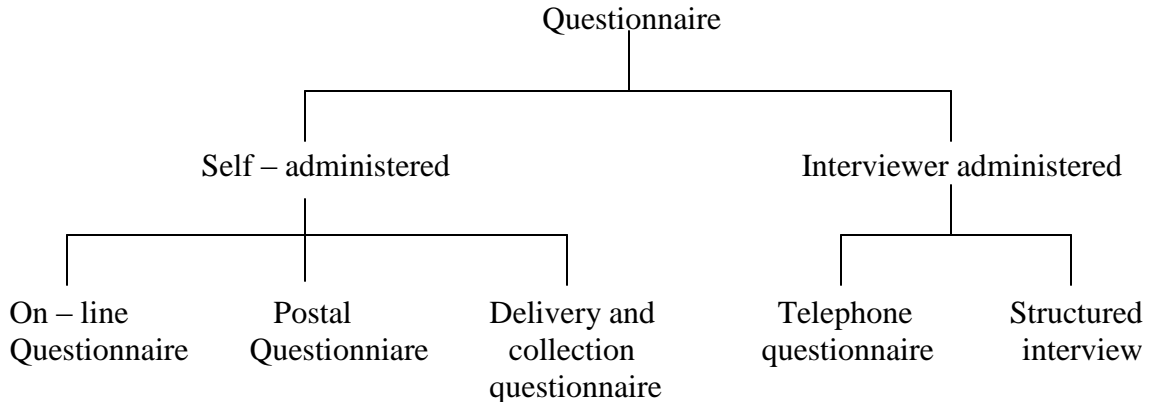 Questionnaire
Self – administered
Interviewer administered
On – line
Questionnaire
Postal
Questionniare
Delivery and
collection
questionnaire
Telephone
questionnaire
Structured
interview